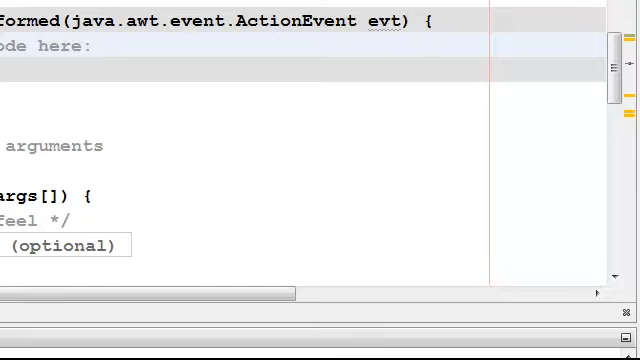 formed(java.awt.event.ActionEvent evt) {
ode here:
arguments
args[]) {
feel */
(optional)